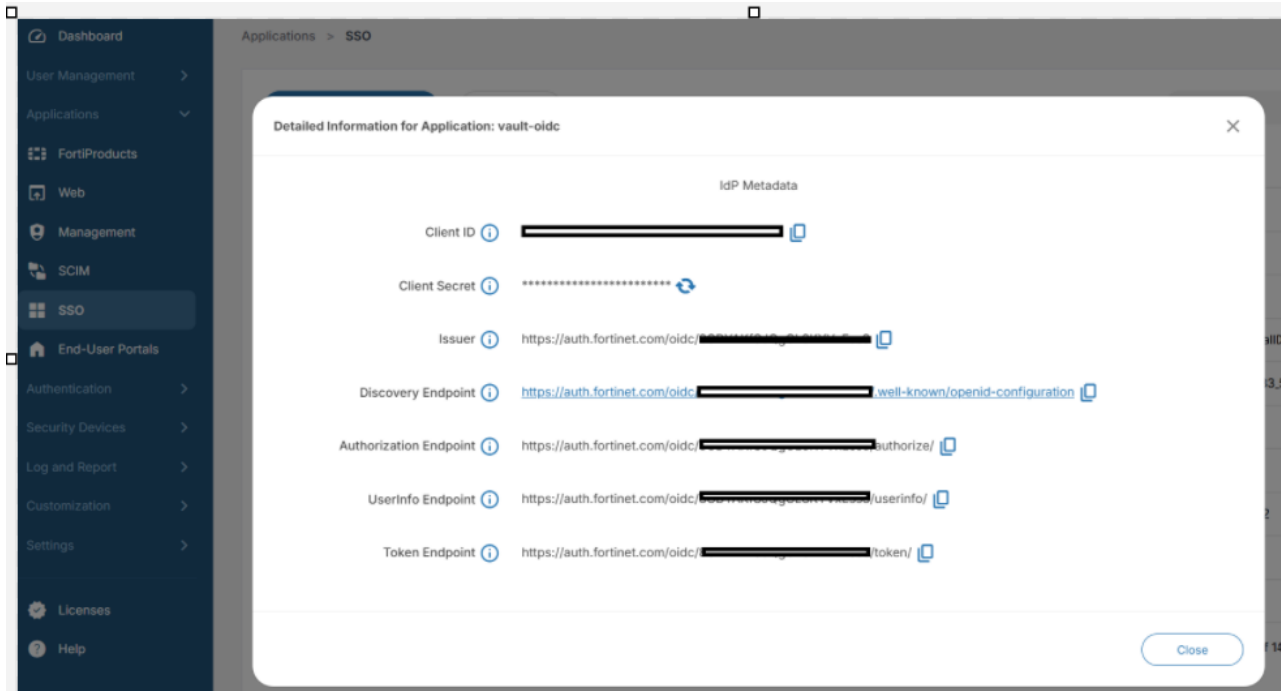 Dashboard
Applications > SSO
User Management
Applications
Detailed Information for Application: vault-oidc
FortiProducts
IdP Metadata
Web
Client ID
Management
SCIM
Client Secret ************************
SSO
Issuer https://auth.fortinet.com/oidc/
End-User Portals
Authentication
Discovery Endpoint https://auth.fortinet.com/oidc/ .well-known/openid-configuration
Security Devices
Authorization Endpoint https://auth.fortinet.com/oidc/ authorize/
Log and Report
UserInfo Endpoint https://auth.fortinet.com/oidc/ /userinfo/
Customization
Settings
Token Endpoint https://auth.fortinet.com/oidc/ /token/
Licenses
Help
Close